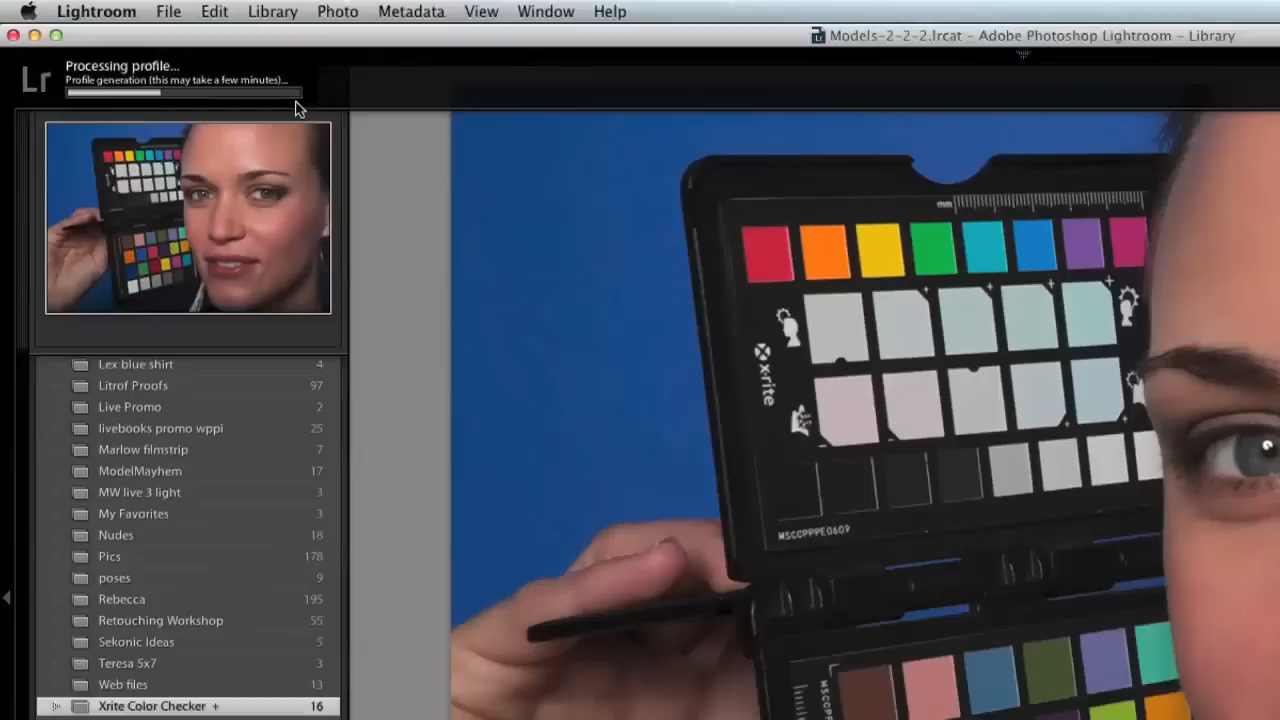 Lightroom File Edit Library Photo Metadata View Window Help
Models-2-2-2.lrcat - Adobe Photoshop Lightroom - Library
Lr
Processing profile...
Profile generation (this may take a few minutes)...
Lex blue shirt 4
Litrof Proofs 97
Live Promo 2
livebooks promo wppi 25
Marlow filmstrip 7
ModelMayhem 17
MW live 3 light 3
My Favorites 3
Nudes 18
Pics 178
poses 9
Rebecca 195
Retouching Workshop 55
Sekonic Ideas 5
Teresa 5x7 3
Web files 13
Xrite Color Checker + 16
mm
x·rite
MSCCPPPE0609